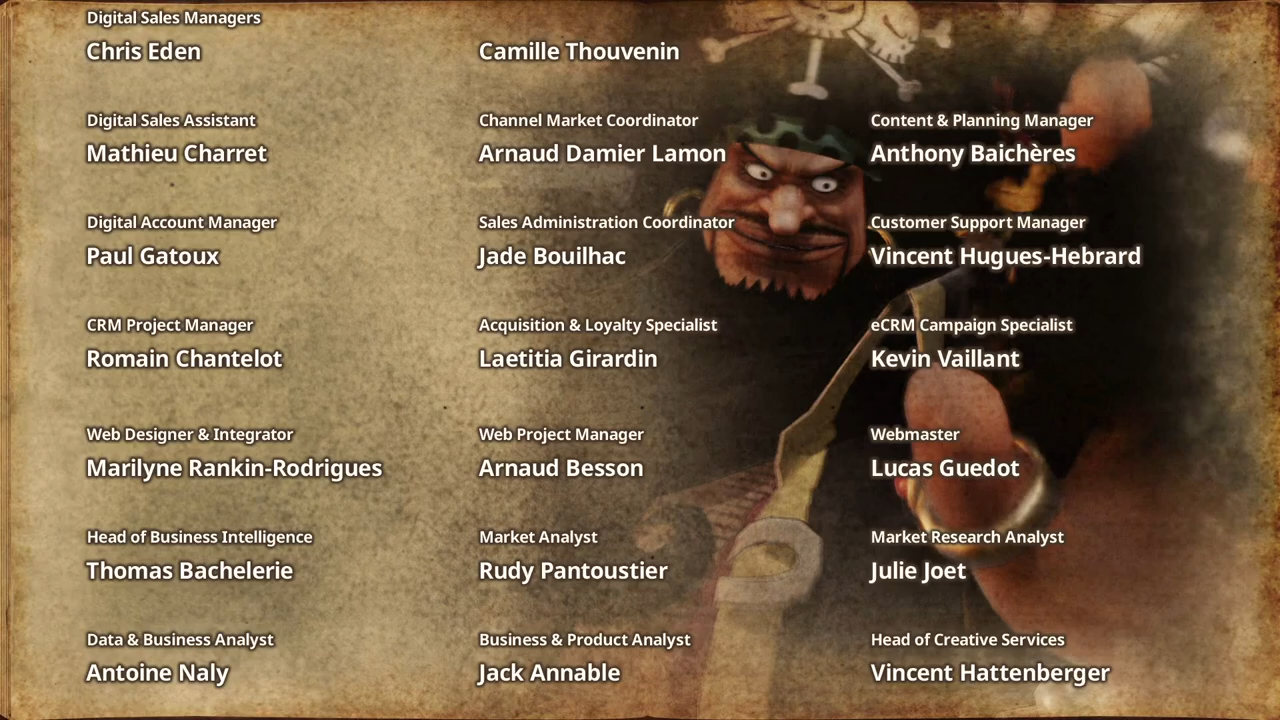 Digital Sales Managers
Chris Eden
Camille Thouvenin
Digital Sales Assistant
Mathieu Charret
Channel Market Coordinator
Arnaud Damier Lamon
Content & Planning Manager
Anthony Baichères
Digital Account Manager
Paul Gatoux
Sales Administration Coordinator
Jade Bouilhac
Customer Support Manager
Vincent Hugues-Hebrard
CRM Project Manager
Romain Chantelot
Acquisition & Loyalty Specialist
Laetitia Girardin
eCRM Campaign Specialist
Kevin Vaillant
Web Designer & Integrator
Marilyne Rankin-Rodrigues
Web Project Manager
Arnaud Besson
Webmaster
Lucas Guedot
Head of Business Intelligence
Thomas Bachelerie
Market Analyst
Rudy Pantoustier
Market Research Analyst
Julie Joet
Data & Business Analyst
Antoine Naly
Business & Product Analyst
Jack Annable
Head of Creative Services
Vincent Hattenberger